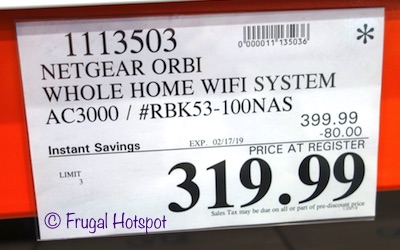 1113503
0000011"135036
*
NETGEAR ORBI
WHOLE HOME WIFI SYSTEM
AC3000 / #RBK53-100NAS
399.99
-80.00
Instant Savings
EXP. 02/17/19
PRICE AT REGISTER
LIMIT
3
319.99
Sales Tax may be due on all or part of pre-discount price
© Frugal Hotspot